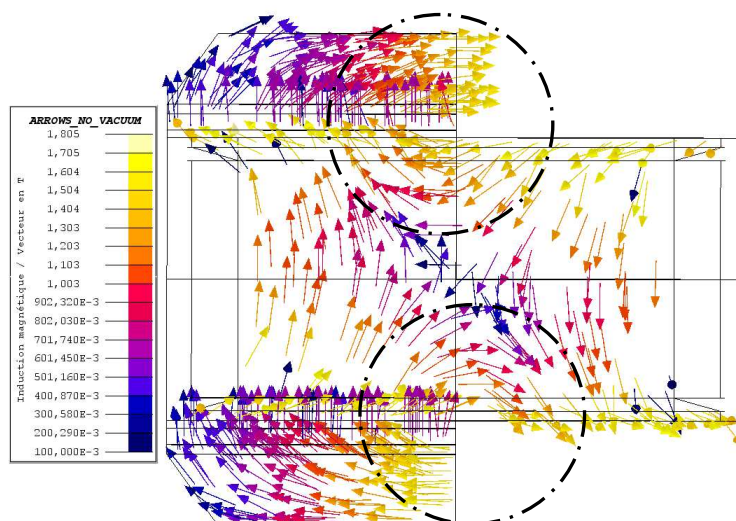 ARROWS_NO_VACUUM
Induction magnétique / Vecteur en T
1,805
1,705
1,604
1,504
1,404
1,303
1,203
1,103
1,003
902,320E-3
802,030E-3
701,740E-3
601,450E-3
501,160E-3
400,870E-3
300,580E-3
200,290E-3
100,000E-3